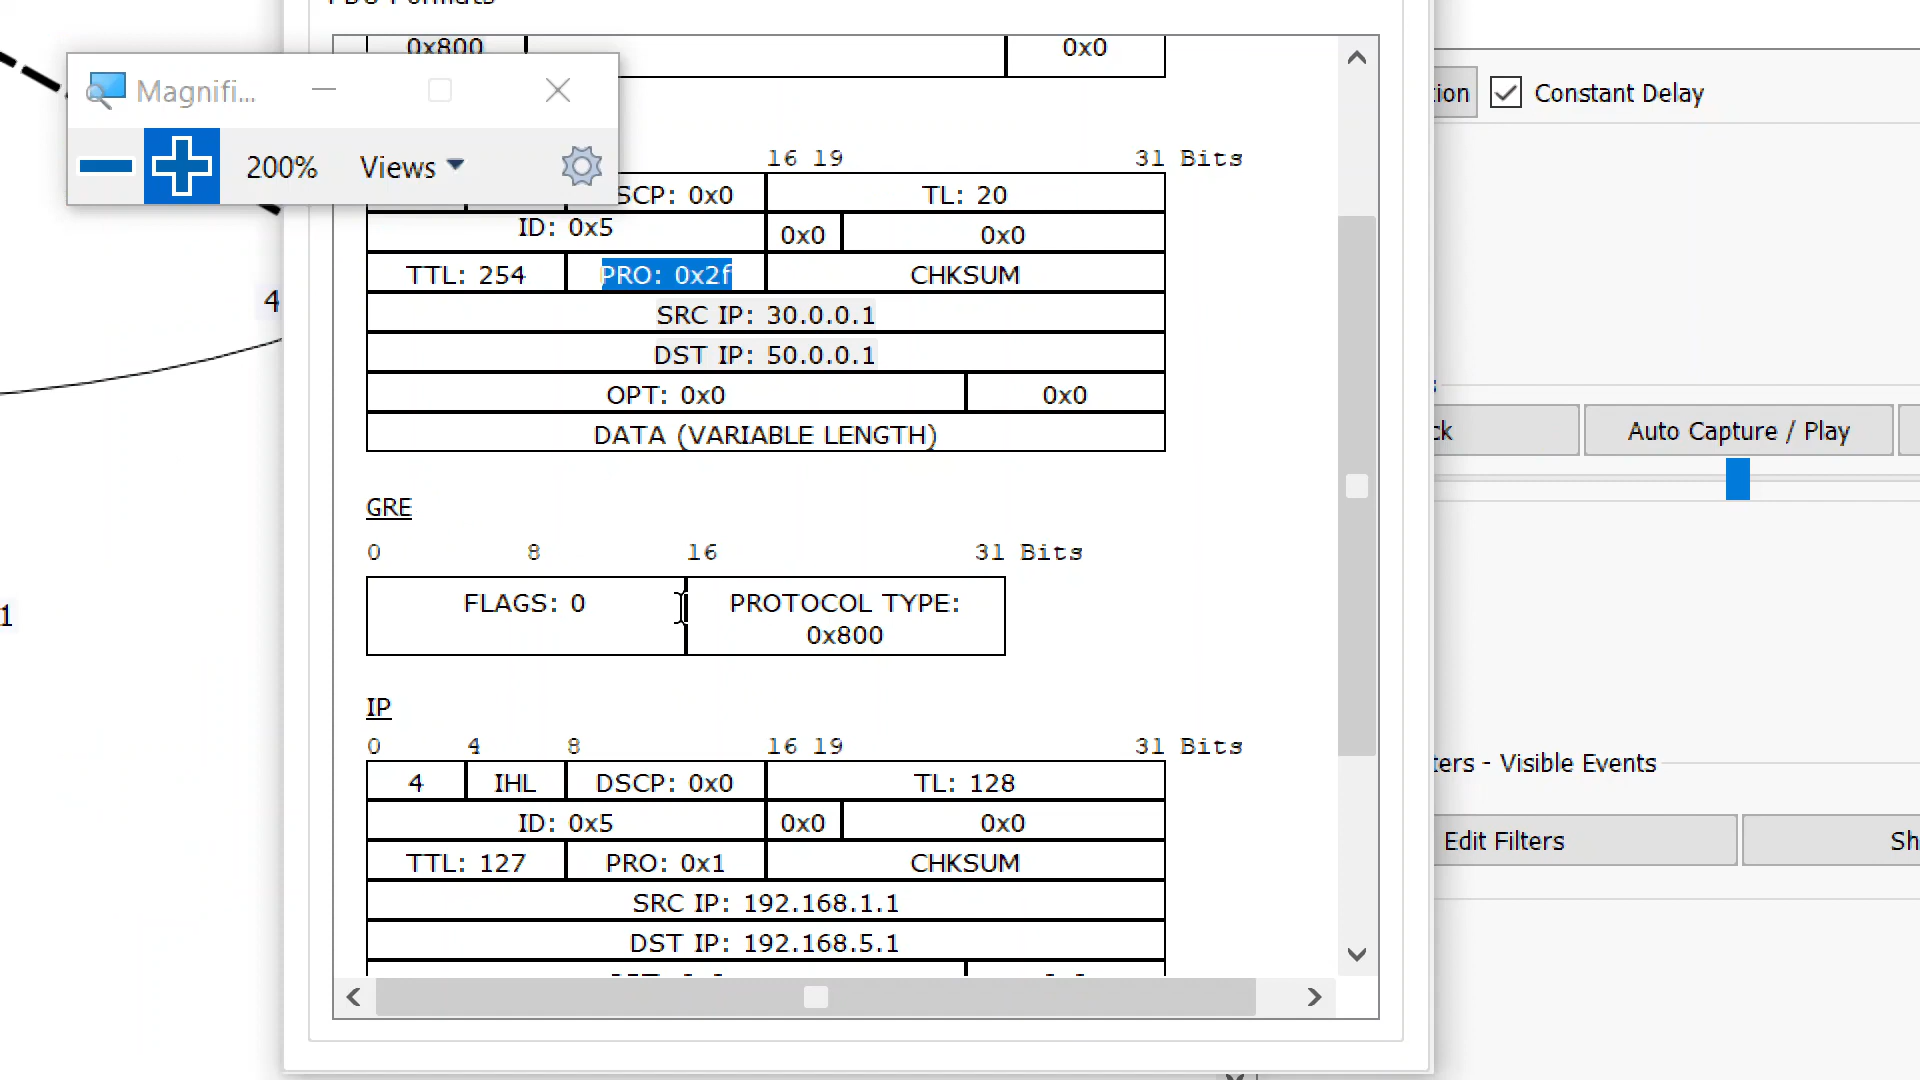 PDU Formats
0x800
0x0
Magnifi...
200%
Views
16 19 31 Bits
SCP: 0x0
TL: 20
ID: 0x5
0x0
0x0
TTL: 254
PRO: 0x2f
CHKSUM
SRC IP: 30.0.0.1
DST IP: 50.0.0.1
OPT: 0x0
0x0
DATA (VARIABLE LENGTH)
GRE
0 8 16 31 Bits
FLAGS: 0
PROTOCOL TYPE:
0x800
IP
0 4 8 16 19 31 Bits
4
IHL
DSCP: 0x0
TL: 128
ID: 0x5
0x0
0x0
TTL: 127
PRO: 0x1
CHKSUM
SRC IP: 192.168.1.1
DST IP: 192.168.5.1
4
1
ion
Constant Delay
ck
Auto Capture / Play
ters - Visible Events
Edit Filters
Sh